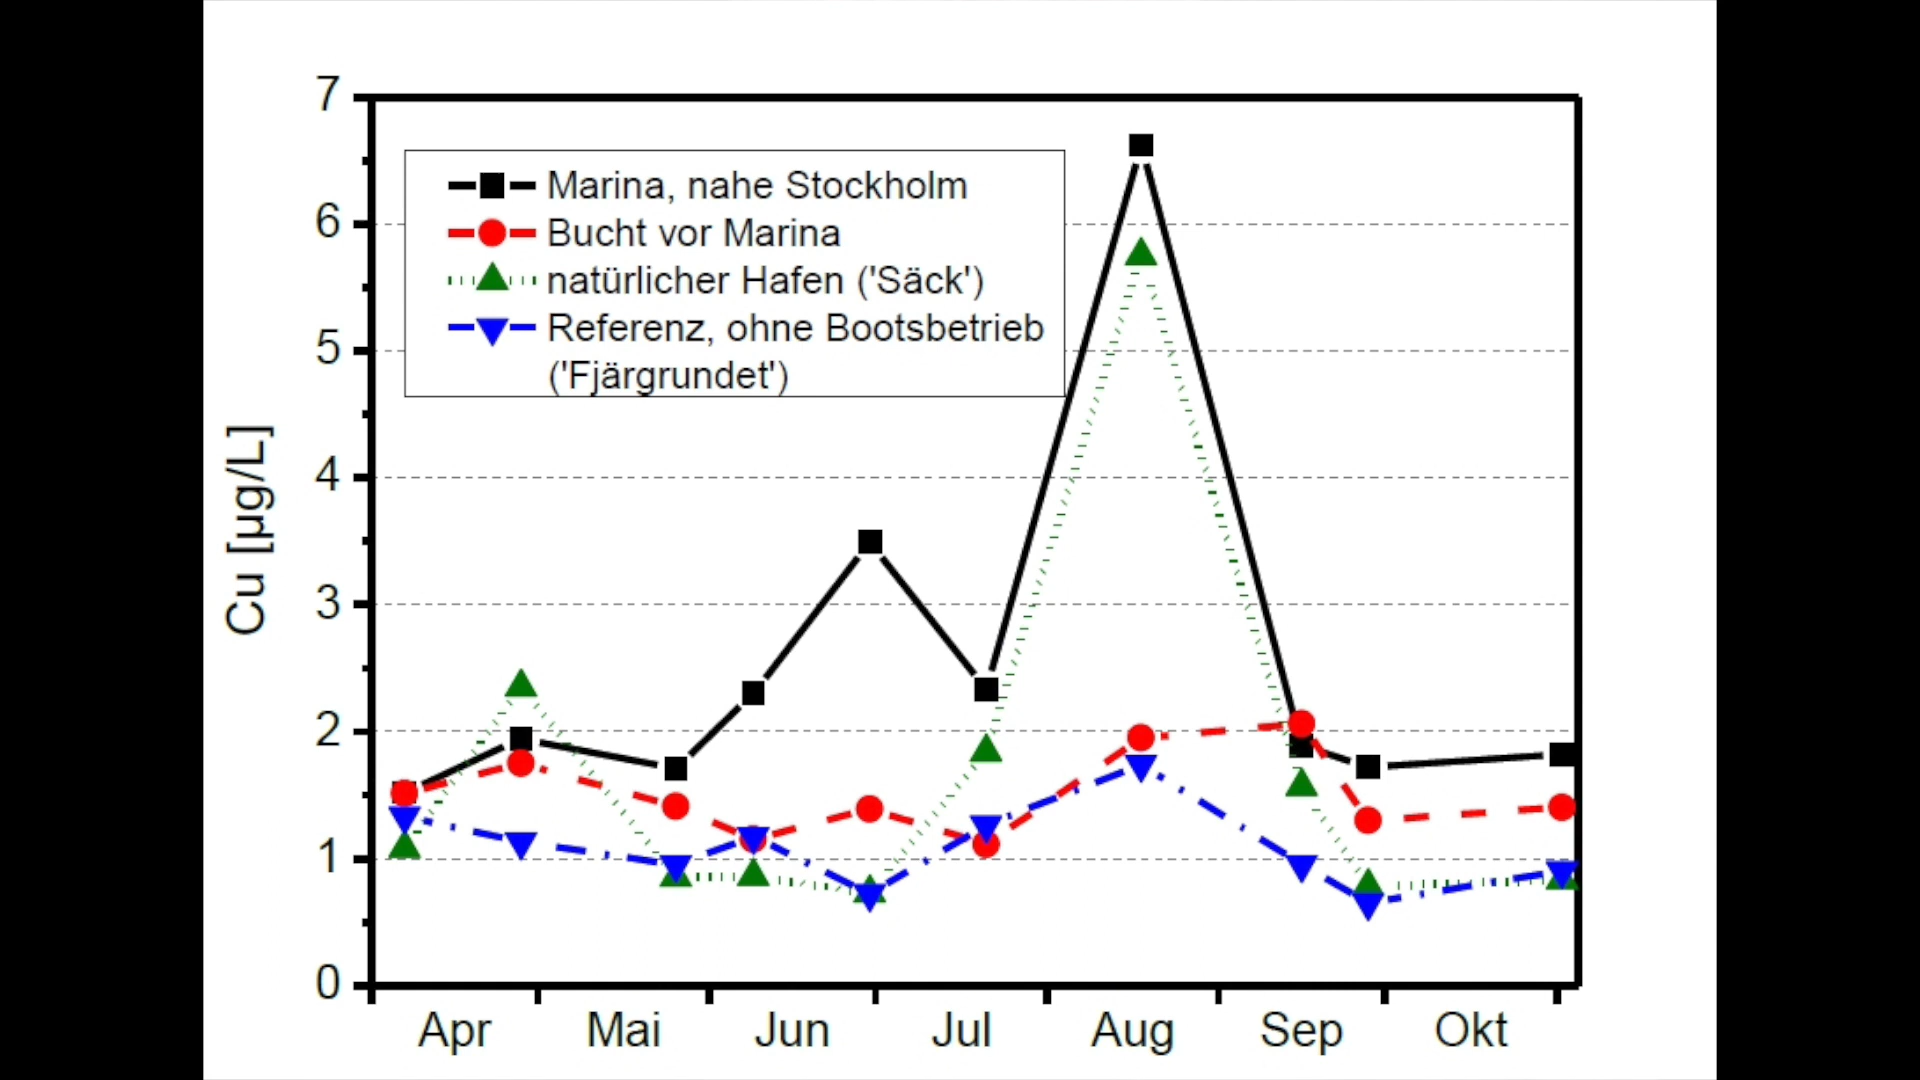 7
6
5
4
3
2
1
0
Cu [µg/L]
Marina, nahe Stockholm
Bucht vor Marina
natürlicher Hafen ('Säck')
Referenz, ohne Bootsbetrieb
('Fjärgrundet')
Apr Mai Jun Jul Aug Sep Okt